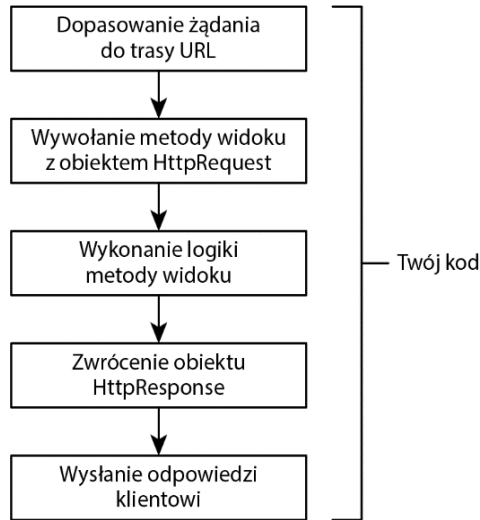 Dopasowanie żądania
do trasy URL
Wywołanie metody widoku
z obiektem HttpRequest
Wykonanie logiki
metody widoku
Twój kod
Zwrócenie obiektu
HttpResponse
Wysłanie odpowiedzi
klientowi